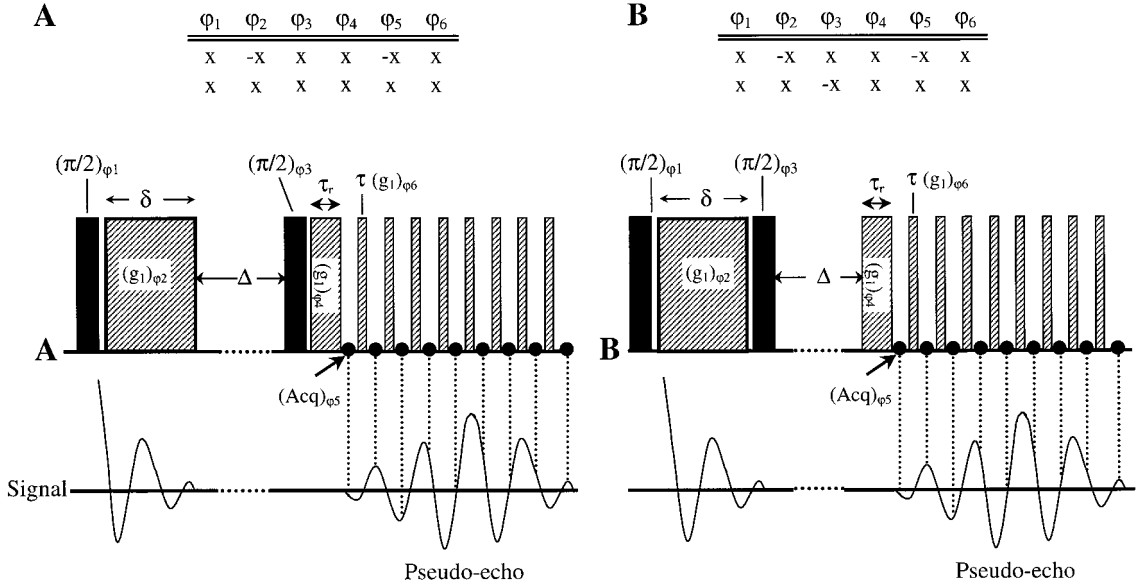 A
φ1 φ2 φ3 φ4 φ5 φ6
x -x x x -x x
x x x x x x
B
φ1 φ2 φ3 φ4 φ5 φ6
x -x x x -x x
x x -x x x x
(π/2)φ1
δ
(π/2)φ3
τr
τ (g1)φ6
(g1)φ2
Δ
(g1)φ4
A
(Acq)φ5
Signal
Pseudo-echo
(π/2)φ1
(π/2)φ3
δ
τr
τ (g1)φ6
(g1)φ2
Δ
(g1)φ4
B
(Acq)φ5
Pseudo-echo